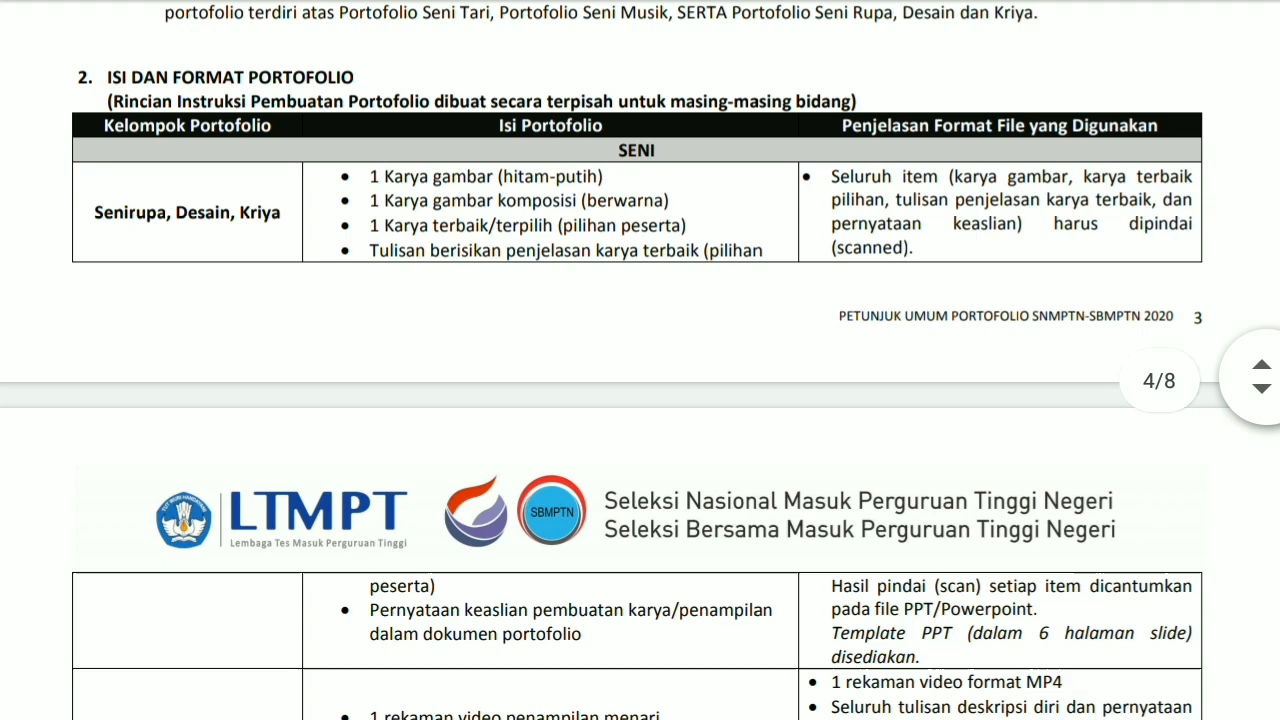 portofolio terdiri atas Portofolio Seni Tari, Portofolio Seni Musik, SERTA Portofolio Seni Rupa, Desain dan Kriya.
2. ISI DAN FORMAT PORTOFOLIO
(Rincian Instruksi Pembuatan Portofolio dibuat secara terpisah untuk masing-masing bidang)
Kelompok Portofolio
Isi Portofolio
Penjelasan Format File yang Digunakan
SENI
Senirupa, Desain, Kriya
• 1 Karya gambar (hitam-putih)
• 1 Karya gambar komposisi (berwarna)
• 1 Karya terbaik/terpilih (pilihan peserta)
• Tulisan berisikan penjelasan karya terbaik (pilihan
• Seluruh item (karya gambar, karya terbaik
pilihan, tulisan penjelasan karya terbaik, dan
pernyataan keaslian) harus dipindai
(scanned).
PETUNJUK UMUM PORTOFOLIO SNMPTN-SBMPTN 2020 3
4/8
LTMPT
Lembaga Tes Masuk Perguruan Tinggi
SBMPTN
Seleksi Nasional Masuk Perguruan Tinggi Negeri
Seleksi Bersama Masuk Perguruan Tinggi Negeri
peserta)
• Pernyataan keaslian pembuatan karya/penampilan
dalam dokumen portofolio
Hasil pindai (scan) setiap item dicantumkan
pada file PPT/Powerpoint.
Template PPT (dalam 6 halaman slide)
disediakan.
• 1 rekaman video penampilan menari
• 1 rekaman video format MP4
• Seluruh tulisan deskripsi diri dan pernyataan